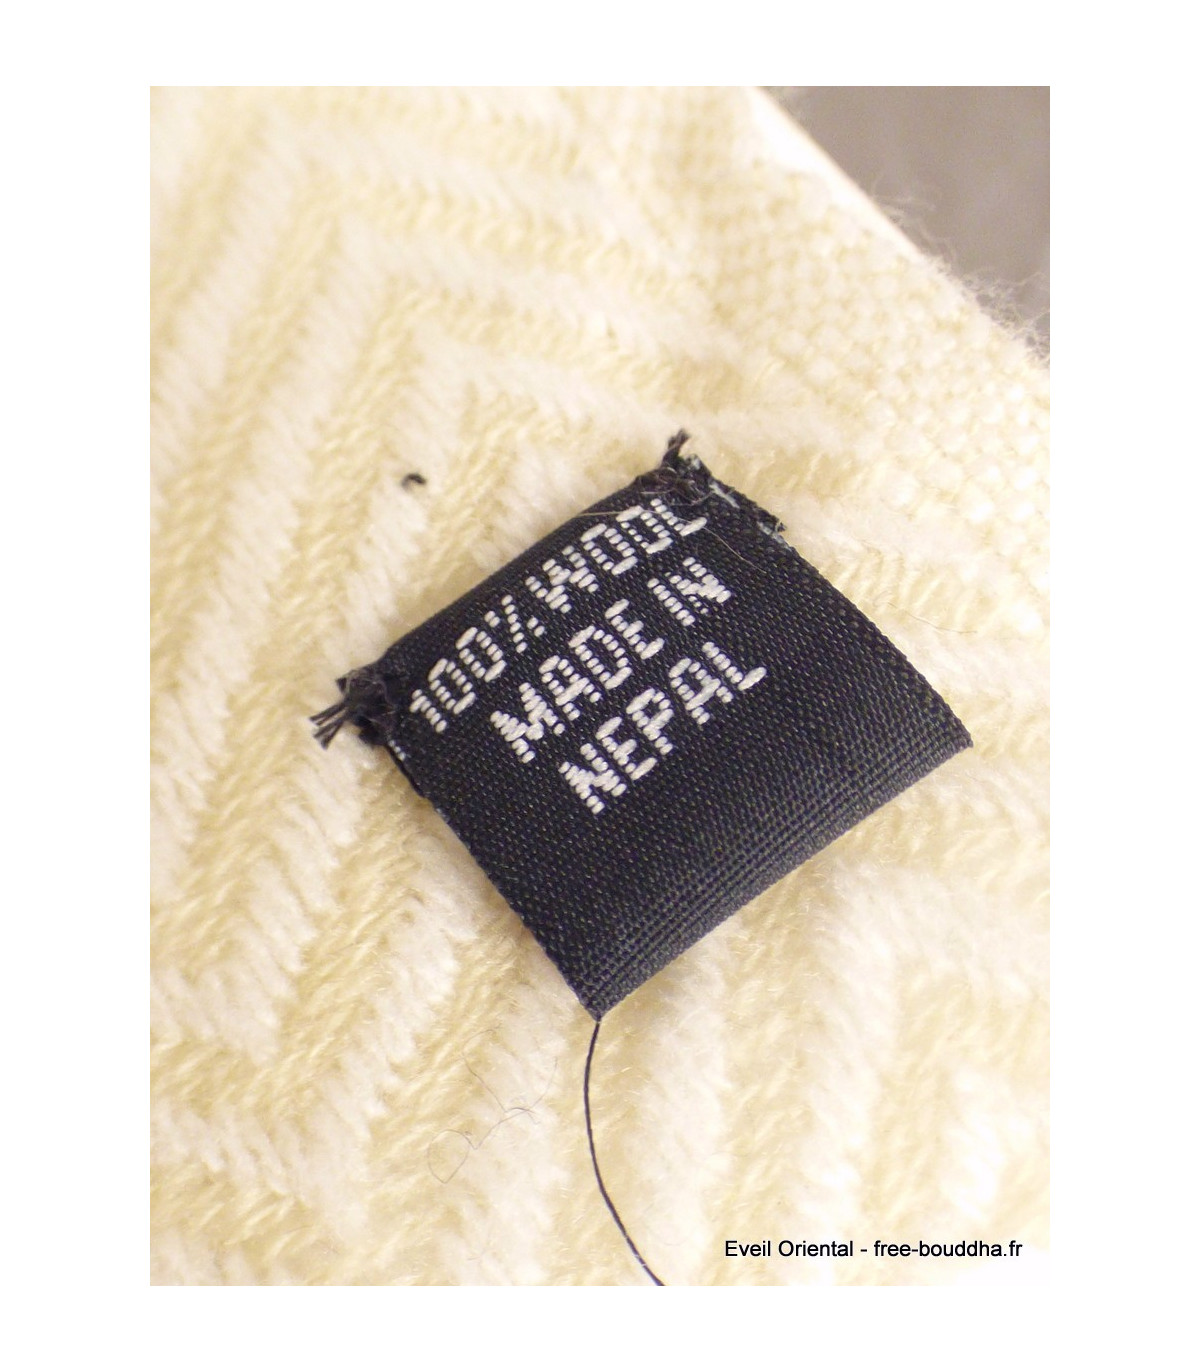 100% WOOL
MADE IN
NEPAL
Eveil Oriental - free-bouddha.fr